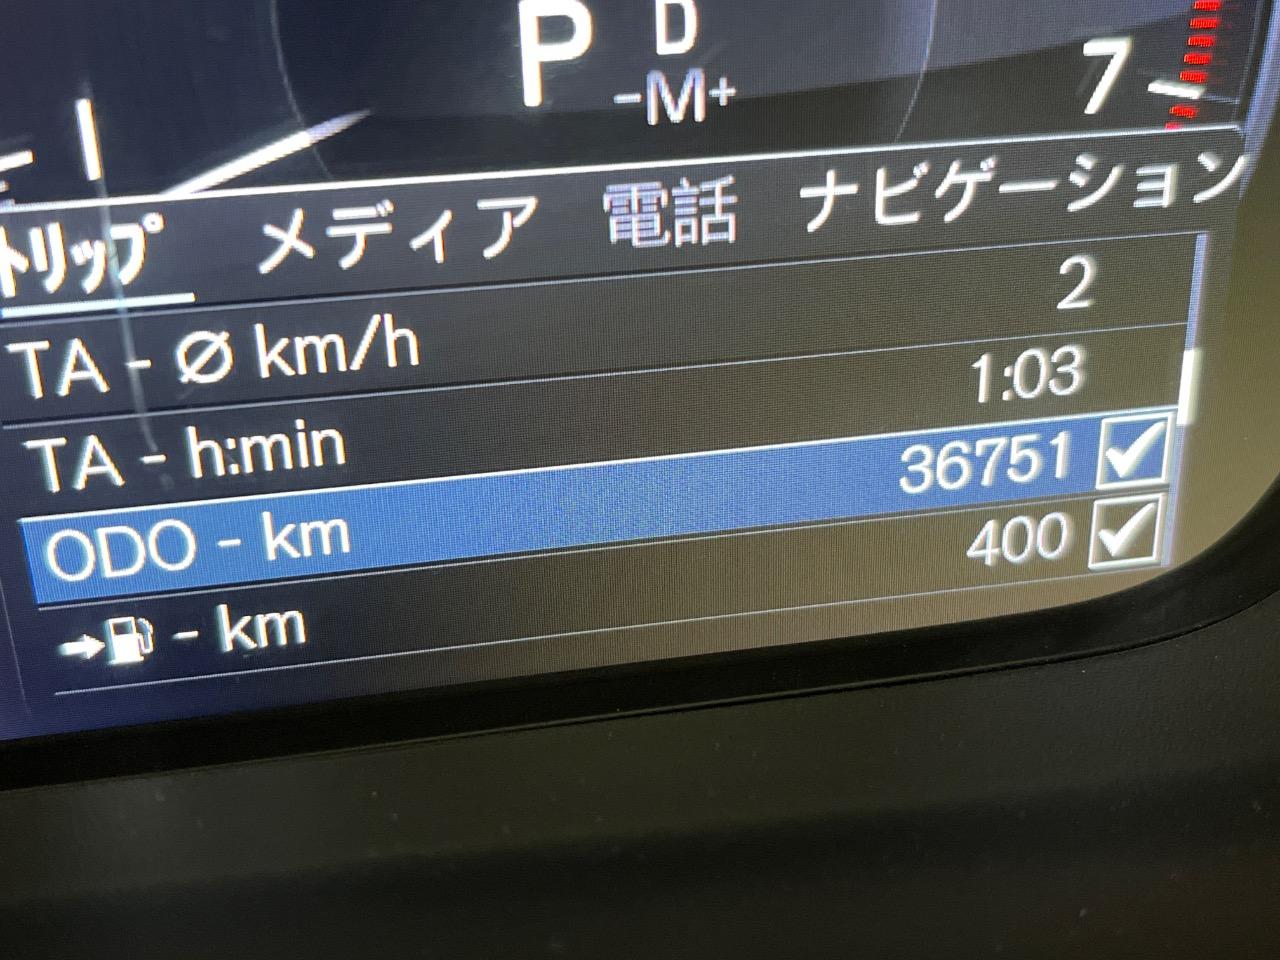 P D
-M+
7
トリップ メディア 電話 ナビゲーション
TA - Ø km/h 2
TA - h:min 1:03
ODO - km 36751
- km 400